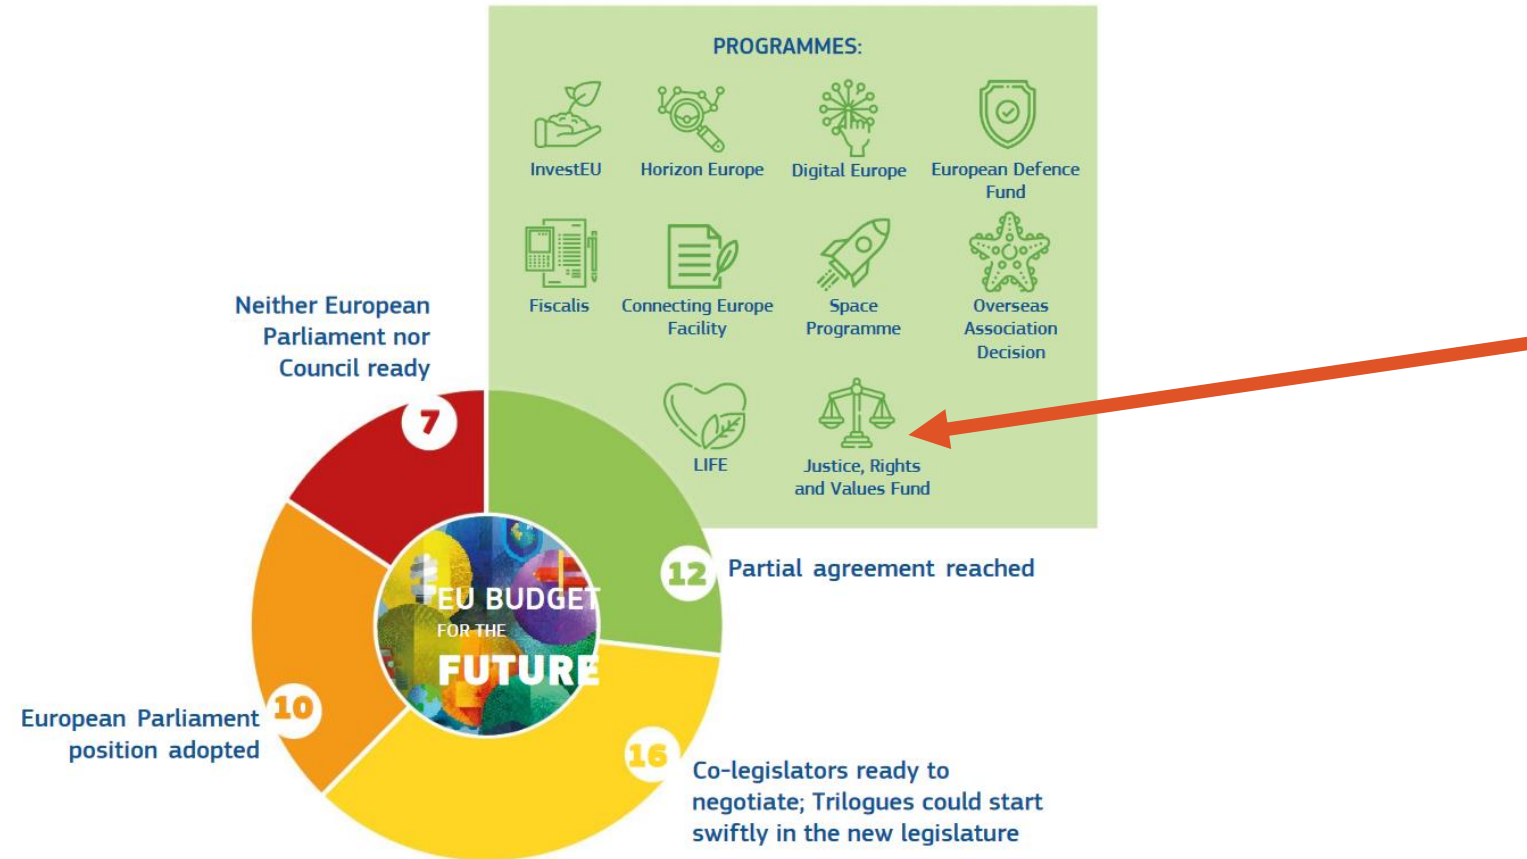 PROGRAMMES:
InvestEU
Horizon Europe
Digital Europe
European Defence
Fund
Fiscalis
Connecting Europe
Facility
Space
Programme
Overseas
Association
Decision
LIFE
Justice, Rights
and Values Fund
Neither European
Parliament nor
Council ready
7
12
Partial agreement reached
EU BUDGET
FOR THE
FUTURE
10
European Parliament
position adopted
16
Co-legislators ready to
negotiate; Trilogues could start
swiftly in the new legislature